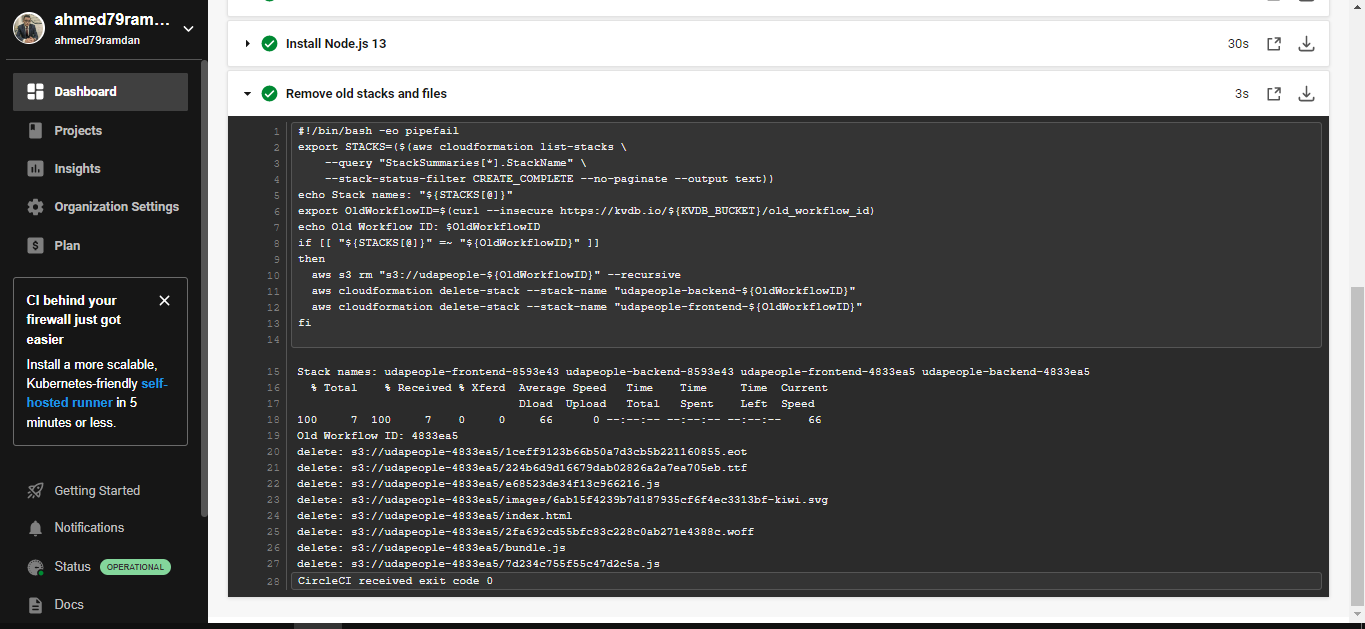 ahmed79ram...
ahmed79ramdan
Dashboard
Projects
Insights
Organization Settings
Plan
CI behind your
firewall just got
easier
Install a more scalable,
Kubernetes-friendly self-
hosted runner in 5
minutes or less.
Getting Started
Notifications
Status OPERATIONAL
Docs
Install Node.js 13 30s
Remove old stacks and files 3s
1 #!/bin/bash -eo pipefail
2 export STACKS=($(aws cloudformation list-stacks \
3 --query "StackSummaries[*].StackName" \
4 --stack-status-filter CREATE_COMPLETE --no-paginate --output text))
5 echo Stack names: "${STACKS[@]}"
6 export OldWorkflowID=$(curl --insecure https://kvdb.io/${KVDB_BUCKET}/old_workflow_id)
7 echo Old Workflow ID: $OldWorkflowID
8 if [[ "${STACKS[@]}" =~ "${OldWorkflowID}" ]]
9 then
10 aws s3 rm "s3://udapeople-${OldWorkflowID}" --recursive
11 aws cloudformation delete-stack --stack-name "udapeople-backend-${OldWorkflowID}"
12 aws cloudformation delete-stack --stack-name "udapeople-frontend-${OldWorkflowID}"
13 fi
14
15 Stack names: udapeople-frontend-8593e43 udapeople-backend-8593e43 udapeople-frontend-4833ea5 udapeople-backend-4833ea5
16 % Total % Received % Xferd Average Speed Time Time Time Current
17 Dload Upload Total Spent Left Speed
18 100 7 100 7 0 0 66 0 --:--:-- --:--:-- --:--:-- 66
19 Old Workflow ID: 4833ea5
20 delete: s3://udapeople-4833ea5/1ceff9123b66b50a7d3cb5b221160855.eot
21 delete: s3://udapeople-4833ea5/224b6d9d16679dab02826a2a7ea705eb.ttf
22 delete: s3://udapeople-4833ea5/e68523de34f13c966216.js
23 delete: s3://udapeople-4833ea5/images/6ab15f4239b7d187935cf6f4ec3313bf-kiwi.svg
24 delete: s3://udapeople-4833ea5/index.html
25 delete: s3://udapeople-4833ea5/2fa692cd55bfc83c228c0ab271e4388c.woff
26 delete: s3://udapeople-4833ea5/bundle.js
27 delete: s3://udapeople-4833ea5/7d234c755f55c47d2c5a.js
28 CircleCI received exit code 0